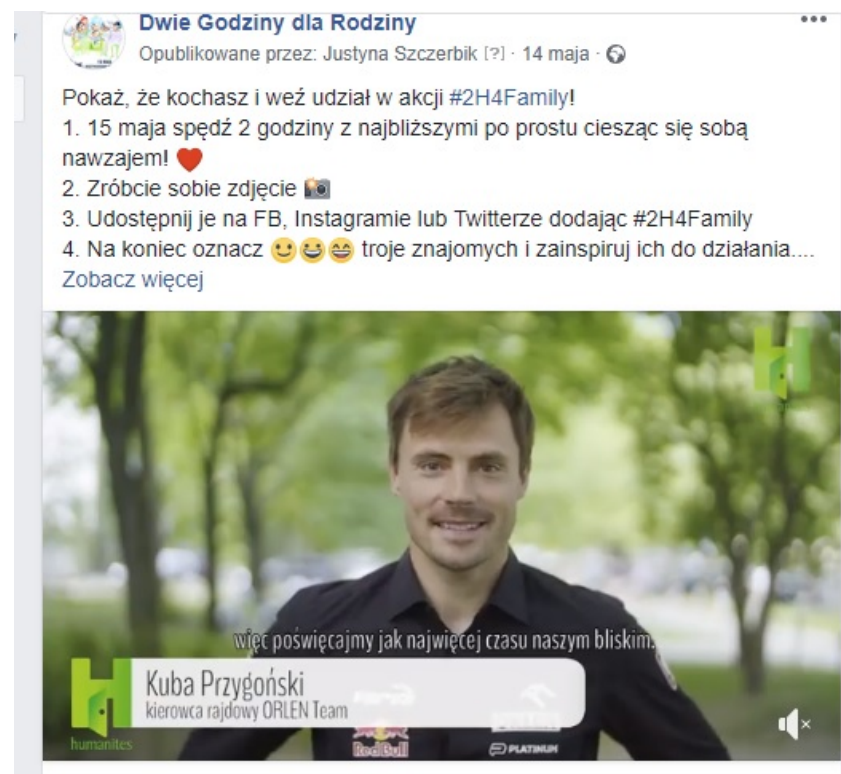 Dwie Godziny dla Rodziny
Opublikowane przez: Justyna Szczerbik [?] · 14 maja ·
Pokaż, że kochasz i weź udział w akcji #2H4Family!
1. 15 maja spędź 2 godziny z najbliższymi po prostu ciesząc się sobą
nawzajem! ❤️
2. Zróbcie sobie zdjęcie 📸
3. Udostępnij je na FB, Instagramie lub Twitterze dodając #2H4Family
4. Na koniec oznacz 🙂😃😄 troje znajomych i zainspiruj ich do działania....
Zobacz więcej
więc poświęcajmy jak najwięcej czasu naszym bliskim.
Kuba Przygoński
kierowca rajdowy ORLEN Team
humanites
Red Bull
PLATINUM